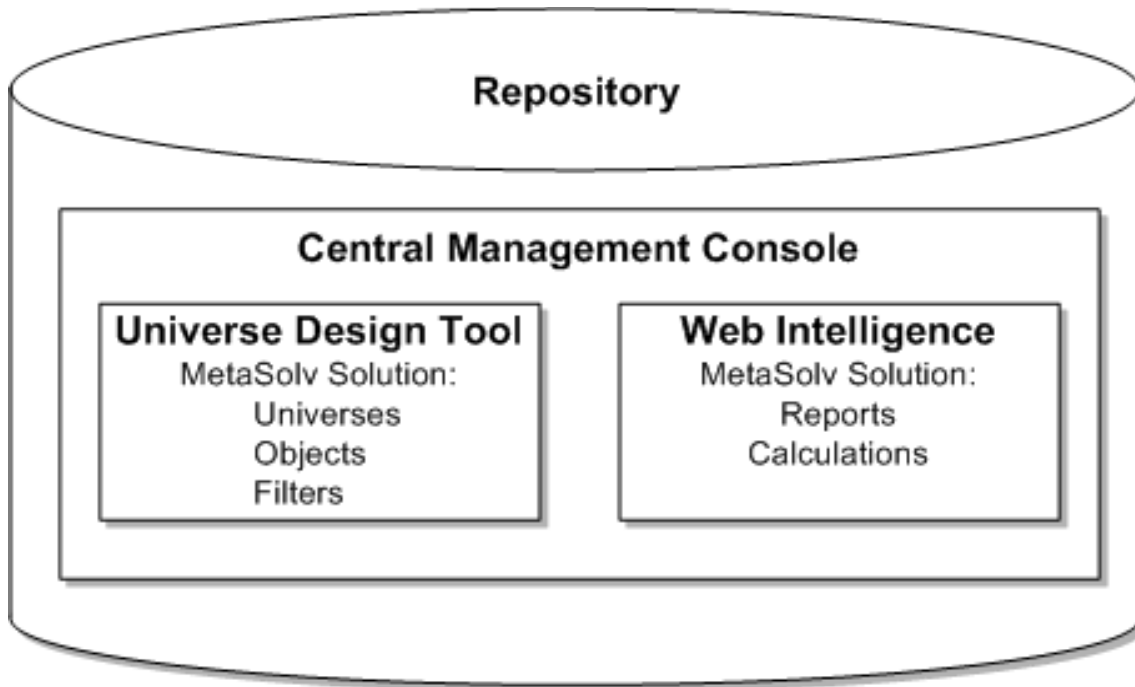 Repository
Central Management Console
Universe Design Tool
MetaSolv Solution:
Universes
Objects
Filters
Web Intelligence
MetaSolv Solution:
Reports
Calculations